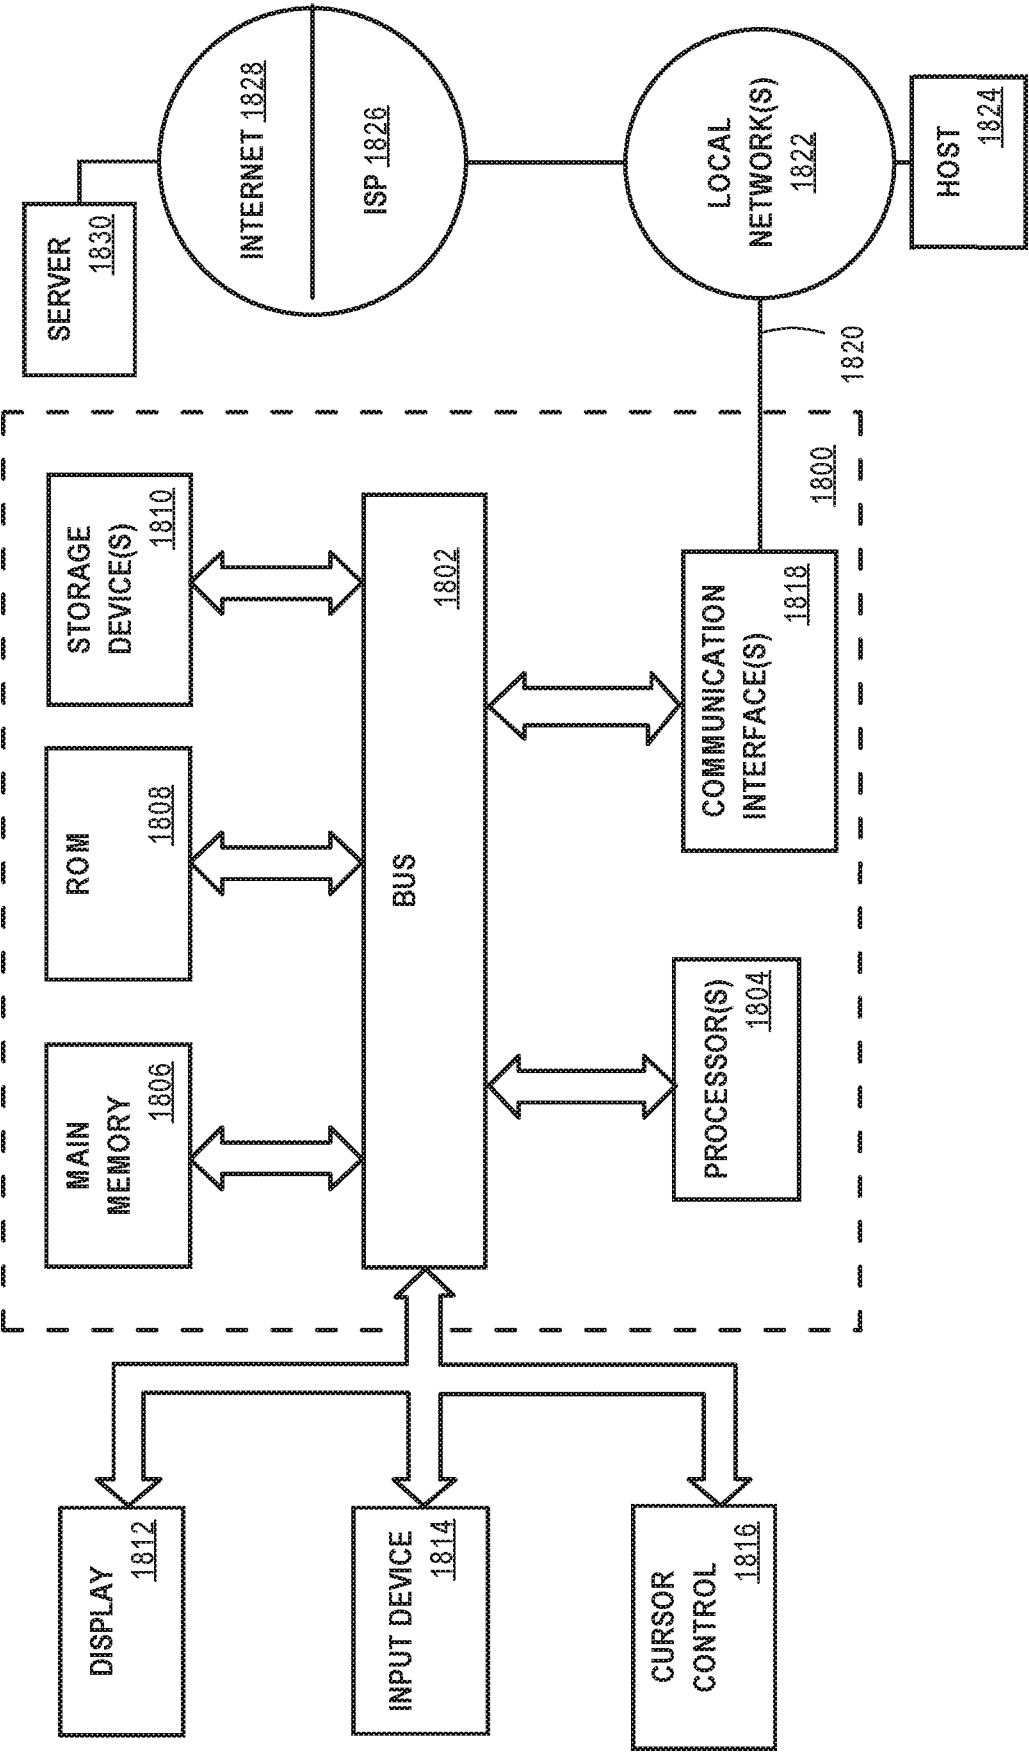 DISPLAY
1812
INPUT DEVICE
1814
CURSOR
CONTROL
1816
MAIN
MEMORY
1806
ROM
1808
STORAGE
DEVICE(S)
1810
BUS
1802
PROCESSOR(S)
1804
COMMUNICATION
INTERFACE(S)
1818
1800
SERVER
1830
INTERNET 1828
ISP 1826
1820
LOCAL
NETWORK(S)
1822
HOST
1824